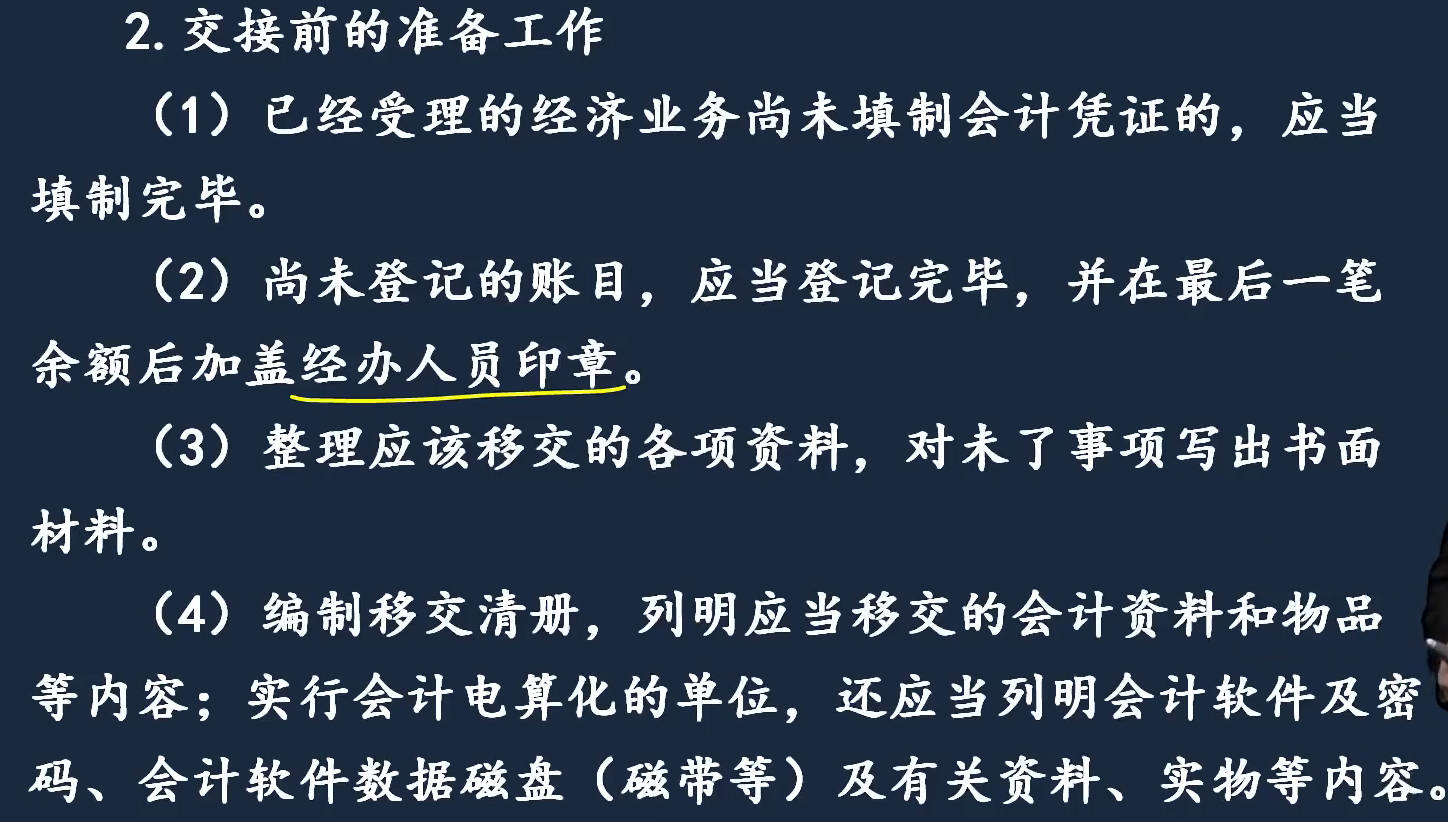 2. 交接前的准备工作
（1）已经受理的经济业务尚未填制会计凭证的，应当
填制完毕。
（2）尚未登记的账目，应当登记完毕，并在最后一笔
余额后加盖经办人员印章。
（3）整理应该移交的各项资料，对未了事项写出书面
材料。
（4）编制移交清册，列明应当移交的会计资料和物品
等内容；实行会计电算化的单位，还应当列明会计软件及密
码、会计软件数据磁盘（磁带等）及有关资料、实物等内容。